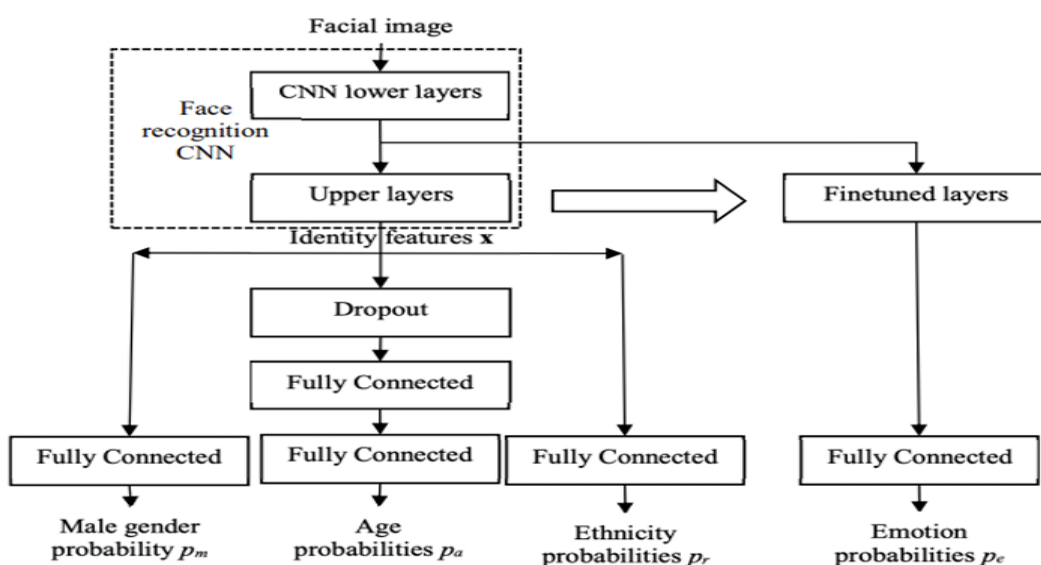 Facial image
CNN lower layers
Face
recognition
CNN
Upper layers
Finetuned layers
Identity features x
Dropout
Fully Connected
Fully Connected
Fully Connected
Fully Connected
Fully Connected
Male gender
probability pm
Age
probabilities pa
Ethnicity
probabilities pr
Emotion
probabilities pe